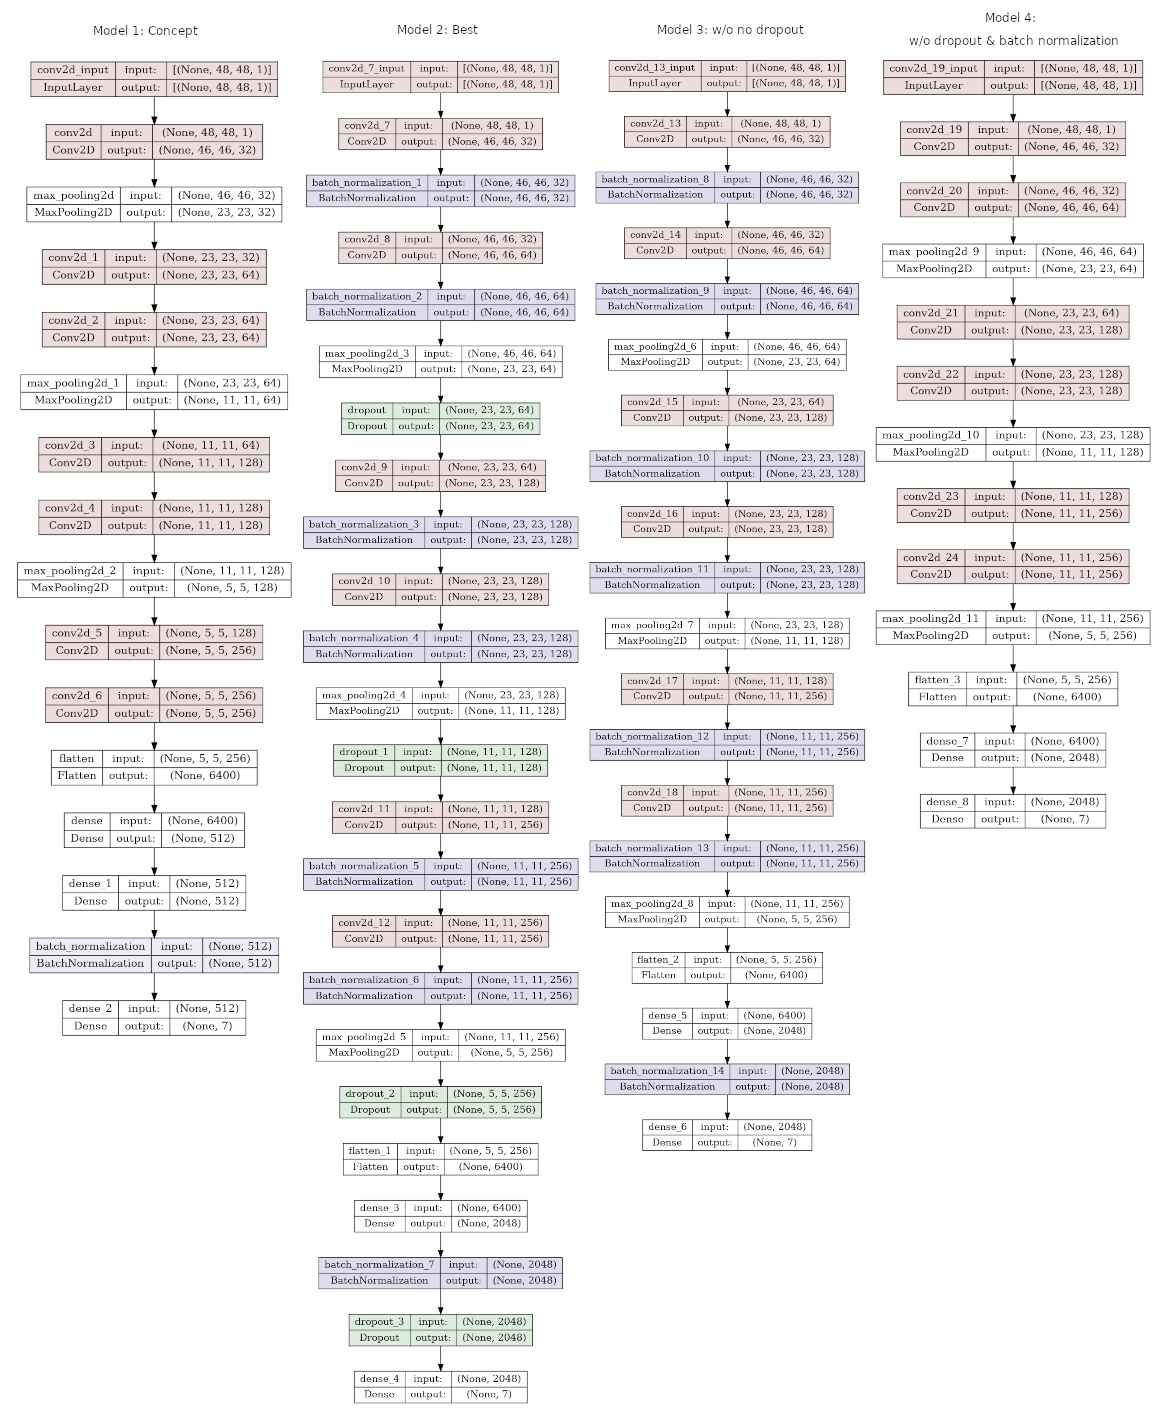 Model 1: Concept
conv2d_input input: [(None, 48, 48, 1)]
InputLayer output: [(None, 48, 48, 1)]
conv2d input: (None, 48, 48, 1)
Conv2D output: (None, 46, 46, 32)
max_pooling2d input: (None, 46, 46, 32)
MaxPooling2D output: (None, 23, 23, 32)
conv2d_1 input: (None, 23, 23, 32)
Conv2D output: (None, 23, 23, 64)
conv2d_2 input: (None, 23, 23, 64)
Conv2D output: (None, 23, 23, 64)
max_pooling2d_1 input: (None, 23, 23, 64)
MaxPooling2D output: (None, 11, 11, 64)
conv2d_3 input: (None, 11, 11, 64)
Conv2D output: (None, 11, 11, 128)
conv2d_4 input: (None, 11, 11, 128)
Conv2D output: (None, 11, 11, 128)
max_pooling2d_2 input: (None, 11, 11, 128)
MaxPooling2D output: (None, 5, 5, 128)
conv2d_5 input: (None, 5, 5, 128)
Conv2D output: (None, 5, 5, 256)
conv2d_6 input: (None, 5, 5, 256)
Conv2D output: (None, 5, 5, 256)
flatten input: (None, 5, 5, 256)
Flatten output: (None, 6400)
dense input: (None, 6400)
Dense output: (None, 512)
dense_1 input: (None, 512)
Dense output: (None, 512)
batch_normalization input: (None, 512)
BatchNormalization output: (None, 512)
dense_2 input: (None, 512)
Dense output: (None, 7)
Model 2: Best
conv2d_7_input input: [(None, 48, 48, 1)]
InputLayer output: [(None, 48, 48, 1)]
conv2d_7 input: (None, 48, 48, 1)
Conv2D output: (None, 46, 46, 32)
batch_normalization_1 input: (None, 46, 46, 32)
BatchNormalization output: (None, 46, 46, 32)
conv2d_8 input: (None, 46, 46, 32)
Conv2D output: (None, 46, 46, 64)
batch_normalization_2 input: (None, 46, 46, 64)
BatchNormalization output: (None, 46, 46, 64)
max_pooling2d_3 input: (None, 46, 46, 64)
MaxPooling2D output: (None, 23, 23, 64)
dropout input: (None, 23, 23, 64)
Dropout output: (None, 23, 23, 64)
conv2d_9 input: (None, 23, 23, 64)
Conv2D output: (None, 23, 23, 128)
batch_normalization_3 input: (None, 23, 23, 128)
BatchNormalization output: (None, 23, 23, 128)
conv2d_10 input: (None, 23, 23, 128)
Conv2D output: (None, 23, 23, 128)
batch_normalization_4 input: (None, 23, 23, 128)
BatchNormalization output: (None, 23, 23, 128)
max_pooling2d_4 input: (None, 23, 23, 128)
MaxPooling2D output: (None, 11, 11, 128)
dropout_1 input: (None, 11, 11, 128)
Dropout output: (None, 11, 11, 128)
conv2d_11 input: (None, 11, 11, 128)
Conv2D output: (None, 11, 11, 256)
batch_normalization_5 input: (None, 11, 11, 256)
BatchNormalization output: (None, 11, 11, 256)
conv2d_12 input: (None, 11, 11, 256)
Conv2D output: (None, 11, 11, 256)
batch_normalization_6 input: (None, 11, 11, 256)
BatchNormalization output: (None, 11, 11, 256)
max_pooling2d_5 input: (None, 11, 11, 256)
MaxPooling2D output: (None, 5, 5, 256)
dropout_2 input: (None, 5, 5, 256)
Dropout output: (None, 5, 5, 256)
flatten_1 input: (None, 5, 5, 256)
Flatten output: (None, 6400)
dense_3 input: (None, 6400)
Dense output: (None, 2048)
batch_normalization_7 input: (None, 2048)
BatchNormalization output: (None, 2048)
dropout_3 input: (None, 2048)
Dropout output: (None, 2048)
dense_4 input: (None, 2048)
Dense output: (None, 7)
Model 3: w/o no dropout
conv2d_13_input input: [(None, 48, 48, 1)]
InputLayer output: [(None, 48, 48, 1)]
conv2d_13 input: (None, 48, 48, 1)
Conv2D output: (None, 46, 46, 32)
batch_normalization_8 input: (None, 46, 46, 32)
BatchNormalization output: (None, 46, 46, 32)
conv2d_14 input: (None, 46, 46, 32)
Conv2D output: (None, 46, 46, 64)
batch_normalization_9 input: (None, 46, 46, 64)
BatchNormalization output: (None, 46, 46, 64)
max_pooling2d_6 input: (None, 46, 46, 64)
MaxPooling2D output: (None, 23, 23, 64)
conv2d_15 input: (None, 23, 23, 64)
Conv2D output: (None, 23, 23, 128)
batch_normalization_10 input: (None, 23, 23, 128)
BatchNormalization output: (None, 23, 23, 128)
conv2d_16 input: (None, 23, 23, 128)
Conv2D output: (None, 23, 23, 128)
batch_normalization_11 input: (None, 23, 23, 128)
BatchNormalization output: (None, 23, 23, 128)
max_pooling2d_7 input: (None, 23, 23, 128)
MaxPooling2D output: (None, 11, 11, 128)
conv2d_17 input: (None, 11, 11, 128)
Conv2D output: (None, 11, 11, 256)
batch_normalization_12 input: (None, 11, 11, 256)
BatchNormalization output: (None, 11, 11, 256)
conv2d_18 input: (None, 11, 11, 256)
Conv2D output: (None, 11, 11, 256)
batch_normalization_13 input: (None, 11, 11, 256)
BatchNormalization output: (None, 11, 11, 256)
max_pooling2d_8 input: (None, 11, 11, 256)
MaxPooling2D output: (None, 5, 5, 256)
flatten_2 input: (None, 5, 5, 256)
Flatten output: (None, 6400)
dense_5 input: (None, 6400)
Dense output: (None, 2048)
batch_normalization_14 input: (None, 2048)
BatchNormalization output: (None, 2048)
dense_6 input: (None, 2048)
Dense output: (None, 7)
Model 4:
w/o dropout & batch normalization
conv2d_19_input input: [(None, 48, 48, 1)]
InputLayer output: [(None, 48, 48, 1)]
conv2d_19 input: (None, 48, 48, 1)
Conv2D output: (None, 46, 46, 32)
conv2d_20 input: (None, 46, 46, 32)
Conv2D output: (None, 46, 46, 64)
max_pooling2d_9 input: (None, 46, 46, 64)
MaxPooling2D output: (None, 23, 23, 64)
conv2d_21 input: (None, 23, 23, 64)
Conv2D output: (None, 23, 23, 128)
conv2d_22 input: (None, 23, 23, 128)
Conv2D output: (None, 23, 23, 128)
max_pooling2d_10 input: (None, 23, 23, 128)
MaxPooling2D output: (None, 11, 11, 128)
conv2d_23 input: (None, 11, 11, 128)
Conv2D output: (None, 11, 11, 256)
conv2d_24 input: (None, 11, 11, 256)
Conv2D output: (None, 11, 11, 256)
max_pooling2d_11 input: (None, 11, 11, 256)
MaxPooling2D output: (None, 5, 5, 256)
flatten_3 input: (None, 5, 5, 256)
Flatten output: (None, 6400)
dense_7 input: (None, 6400)
Dense output: (None, 2048)
dense_8 input: (None, 2048)
Dense output: (None, 7)